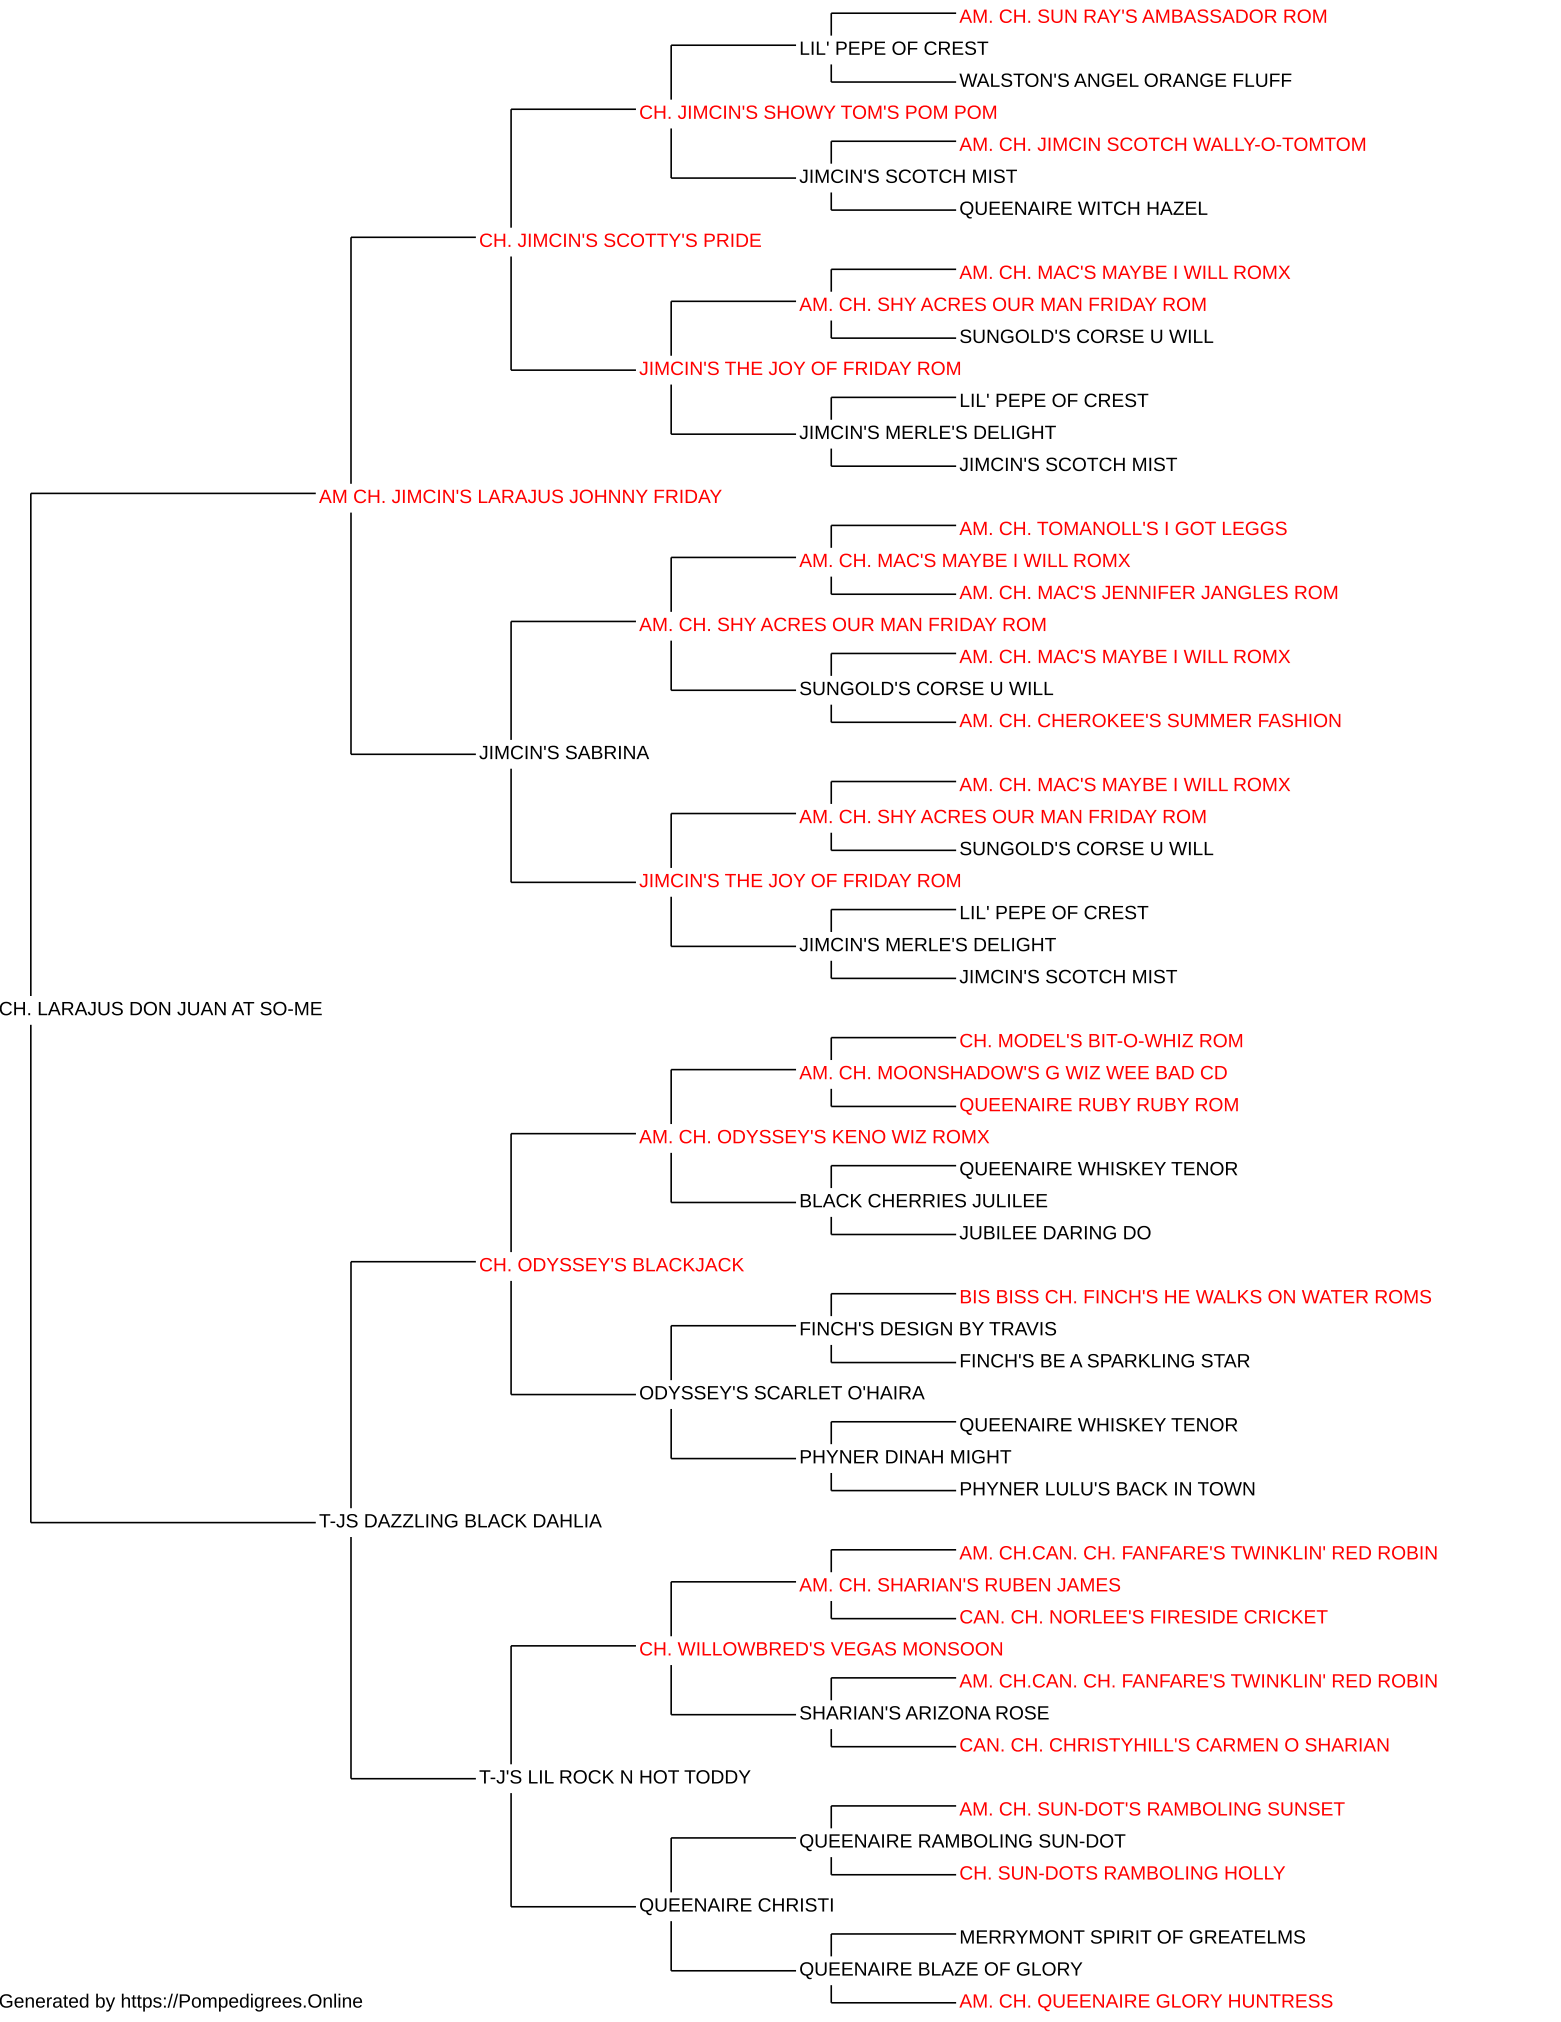 AM. CH. SUN RAY'S AMBASSADOR ROM
LIL' PEPE OF CREST
WALSTON'S ANGEL ORANGE FLUFF
CH. JIMCIN'S SHOWY TOM'S POM POM
AM. CH. JIMCIN SCOTCH WALLY-O-TOMTOM
JIMCIN'S SCOTCH MIST
QUEENAIRE WITCH HAZEL
CH. JIMCIN'S SCOTTY'S PRIDE
AM. CH. MAC'S MAYBE I WILL ROMX
AM. CH. SHY ACRES OUR MAN FRIDAY ROM
SUNGOLD'S CORSE U WILL
JIMCIN'S THE JOY OF FRIDAY ROM
LIL' PEPE OF CREST
JIMCIN'S MERLE'S DELIGHT
JIMCIN'S SCOTCH MIST
AM CH. JIMCIN'S LARAJUS JOHNNY FRIDAY
AM. CH. TOMANOLL'S I GOT LEGGS
AM. CH. MAC'S MAYBE I WILL ROMX
AM. CH. MAC'S JENNIFER JANGLES ROM
AM. CH. SHY ACRES OUR MAN FRIDAY ROM
AM. CH. MAC'S MAYBE I WILL ROMX
SUNGOLD'S CORSE U WILL
AM. CH. CHEROKEE'S SUMMER FASHION
JIMCIN'S SABRINA
AM. CH. MAC'S MAYBE I WILL ROMX
AM. CH. SHY ACRES OUR MAN FRIDAY ROM
SUNGOLD'S CORSE U WILL
JIMCIN'S THE JOY OF FRIDAY ROM
LIL' PEPE OF CREST
JIMCIN'S MERLE'S DELIGHT
JIMCIN'S SCOTCH MIST
CH. LARAJUS DON JUAN AT SO-ME
CH. MODEL'S BIT-O-WHIZ ROM
AM. CH. MOONSHADOW'S G WIZ WEE BAD CD
QUEENAIRE RUBY RUBY ROM
AM. CH. ODYSSEY'S KENO WIZ ROMX
QUEENAIRE WHISKEY TENOR
BLACK CHERRIES JULILEE
JUBILEE DARING DO
CH. ODYSSEY'S BLACKJACK
BIS BISS CH. FINCH'S HE WALKS ON WATER ROMS
FINCH'S DESIGN BY TRAVIS
FINCH'S BE A SPARKLING STAR
ODYSSEY'S SCARLET O'HAIRA
QUEENAIRE WHISKEY TENOR
PHYNER DINAH MIGHT
PHYNER LULU'S BACK IN TOWN
T-JS DAZZLING BLACK DAHLIA
AM. CH.CAN. CH. FANFARE'S TWINKLIN' RED ROBIN
AM. CH. SHARIAN'S RUBEN JAMES
CAN. CH. NORLEE'S FIRESIDE CRICKET
CH. WILLOWBRED'S VEGAS MONSOON
AM. CH.CAN. CH. FANFARE'S TWINKLIN' RED ROBIN
SHARIAN'S ARIZONA ROSE
CAN. CH. CHRISTYHILL'S CARMEN O SHARIAN
T-J'S LIL ROCK N HOT TODDY
AM. CH. SUN-DOT'S RAMBOLING SUNSET
QUEENAIRE RAMBOLING SUN-DOT
CH. SUN-DOTS RAMBOLING HOLLY
QUEENAIRE CHRISTI
MERRYMONT SPIRIT OF GREATELMS
QUEENAIRE BLAZE OF GLORY
AM. CH. QUEENAIRE GLORY HUNTRESS
Generated by https://Pompedigrees.Online